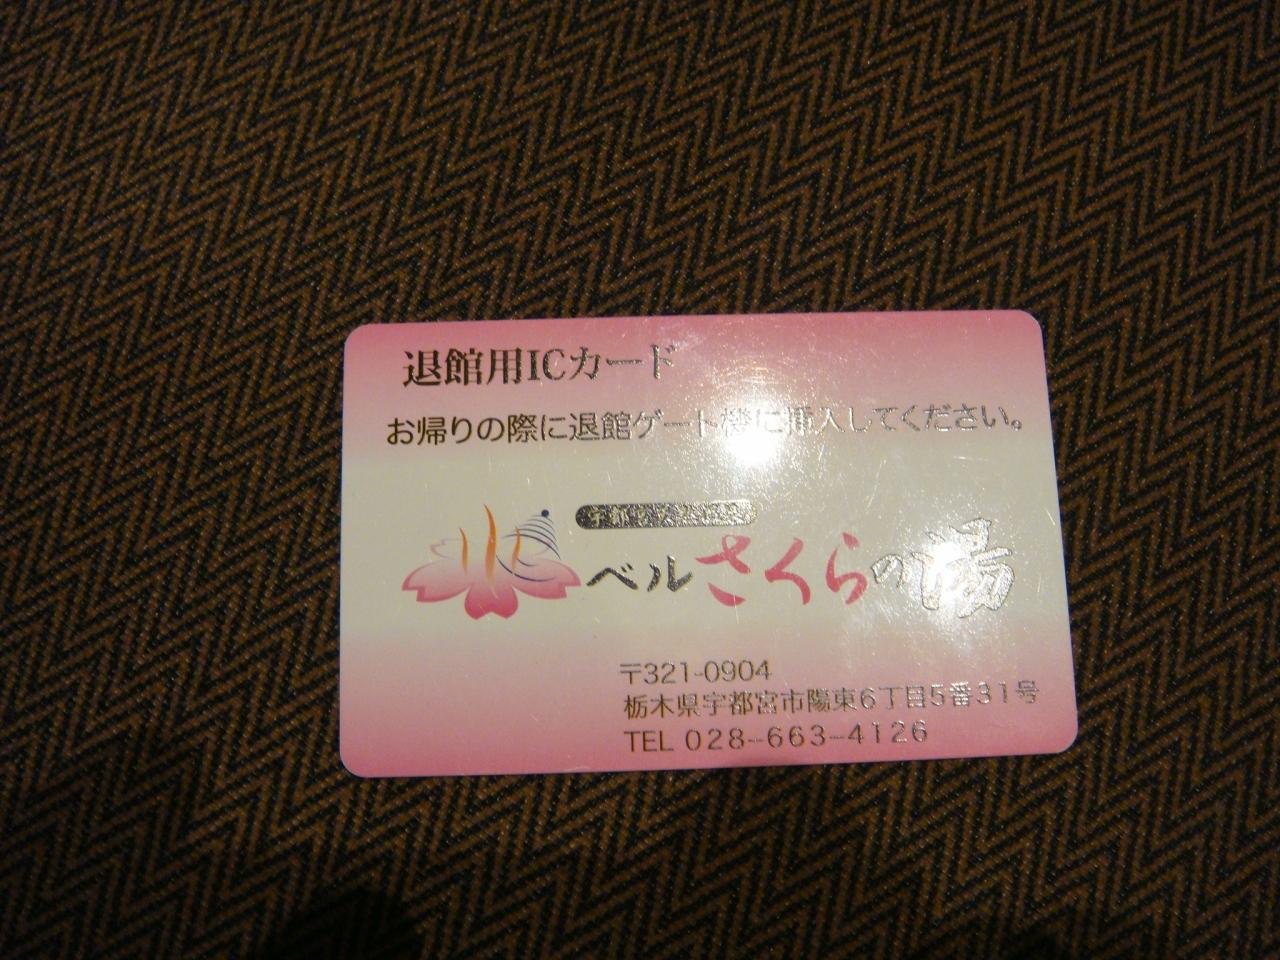 退館用ICカード
お帰りの際に退館ゲート機に挿入してください。
ベルさくらの湯
〒321-0904
栃木県宇都宮市陽東6丁目5番31号
TEL 028-663-4126